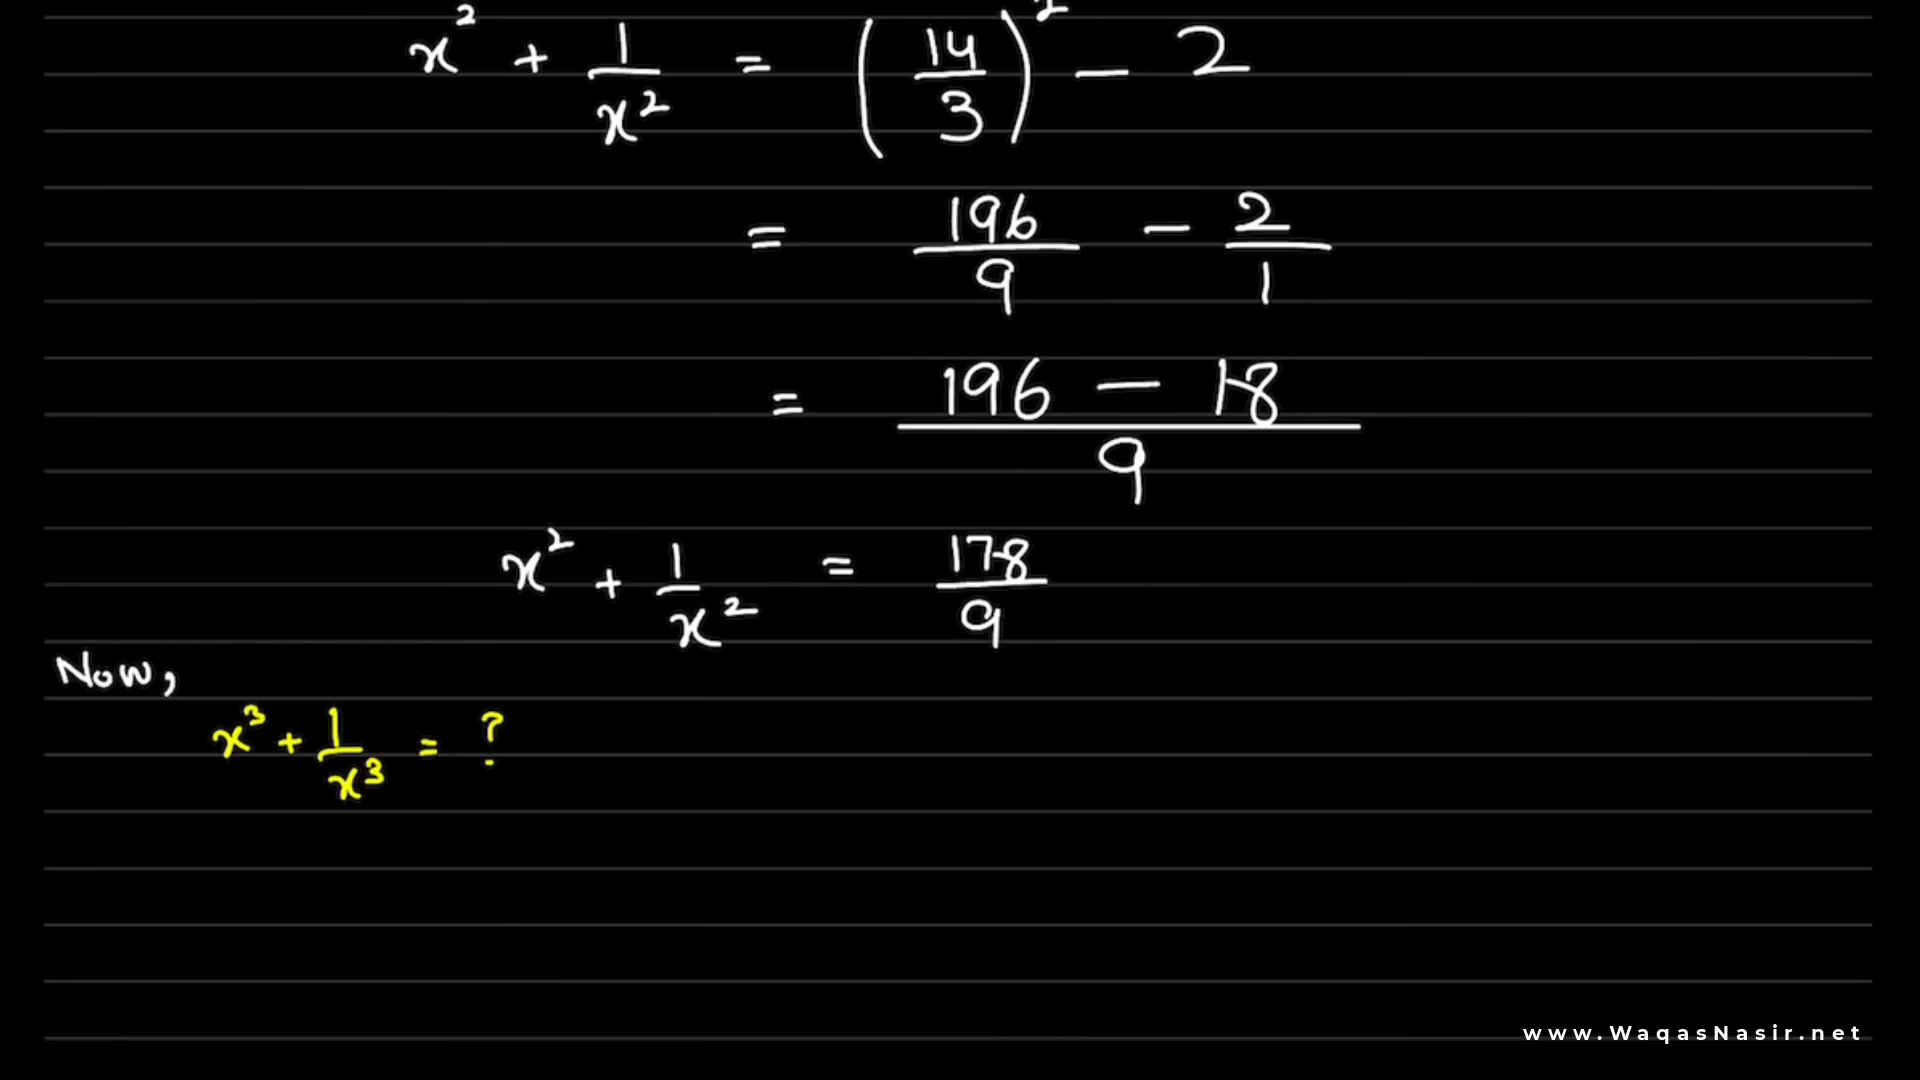 x² + 1/x² = (14/3)² - 2
= 196/9 - 2/1
= 196 - 18 / 9
x² + 1/x² = 178/9
Now,
x³ + 1/x³ = ?
www.WaqasNasir.net